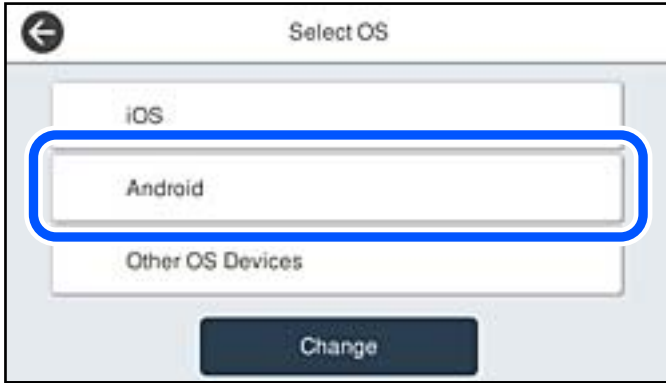 Select OS
iOS
Android
Other OS Devices
Change